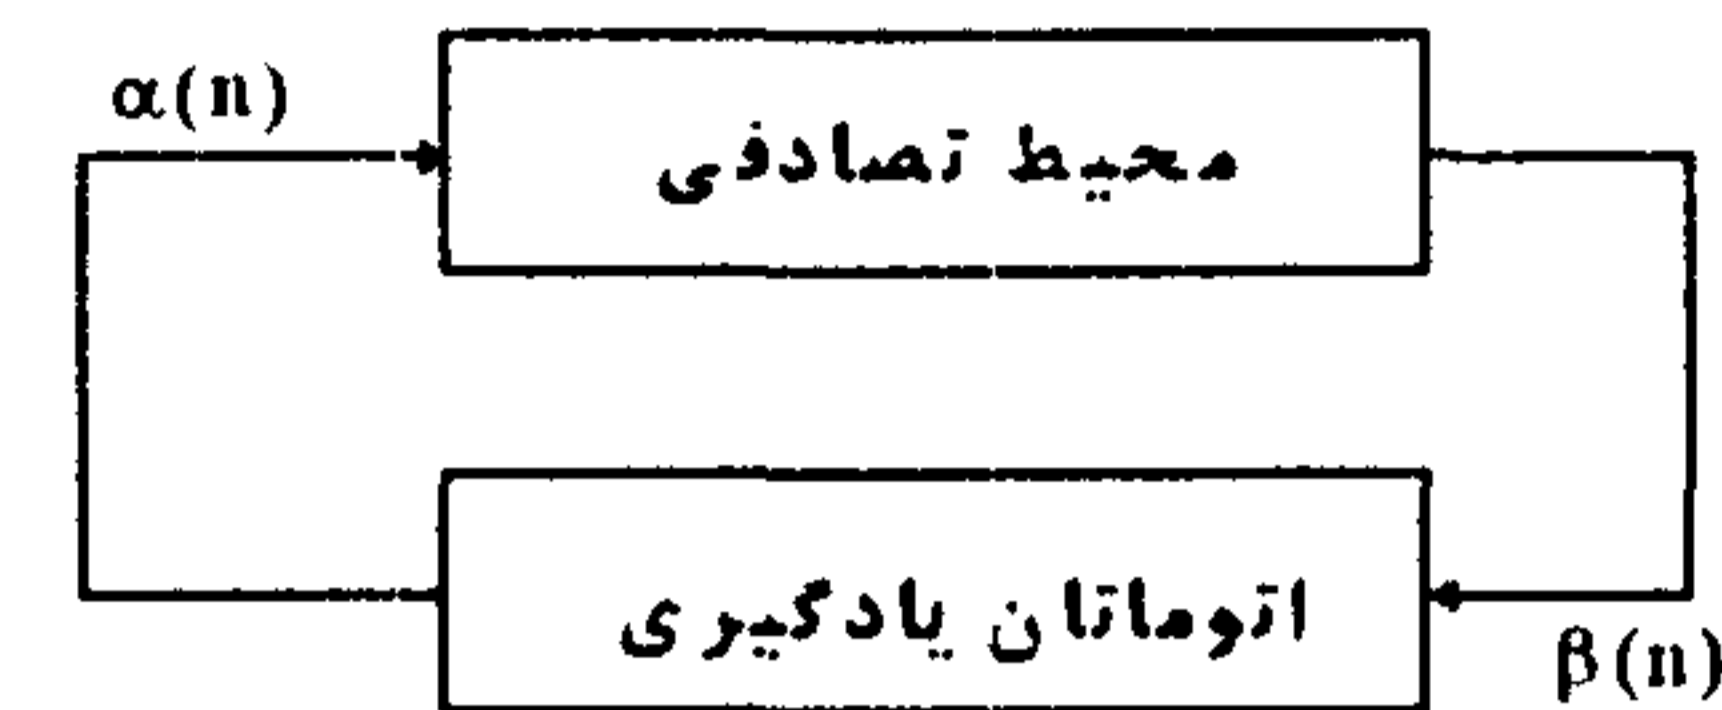 α(n)
محیط تصادفی
اتوماتان یادگیری
β(n)